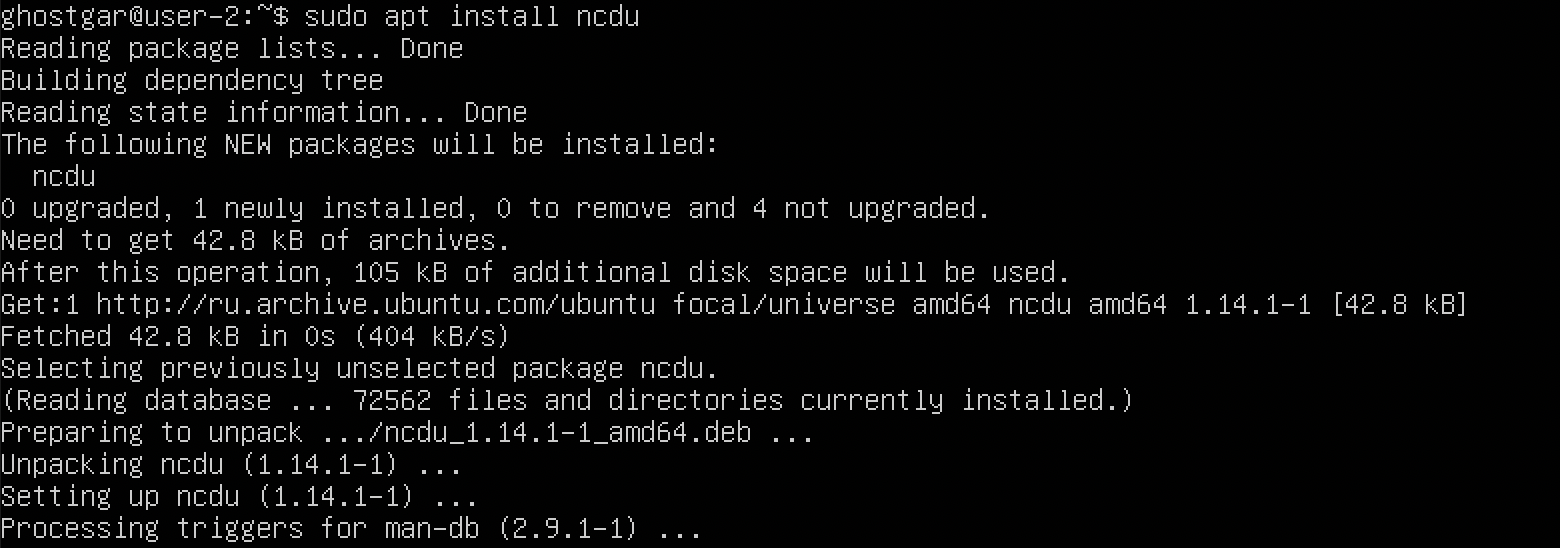 ghostgar@user-2:~$ sudo apt install ncdu
Reading package lists... Done
Building dependency tree
Reading state information... Done
The following NEW packages will be installed:
  ncdu
0 upgraded, 1 newly installed, 0 to remove and 4 not upgraded.
Need to get 42.8 kB of archives.
After this operation, 105 kB of additional disk space will be used.
Get:1 http://ru.archive.ubuntu.com/ubuntu focal/universe amd64 ncdu amd64 1.14.1-1 [42.8 kB]
Fetched 42.8 kB in 0s (404 kB/s)
Selecting previously unselected package ncdu.
(Reading database ... 72562 files and directories currently installed.)
Preparing to unpack .../ncdu_1.14.1-1_amd64.deb ...
Unpacking ncdu (1.14.1-1) ...
Setting up ncdu (1.14.1-1) ...
Processing triggers for man-db (2.9.1-1) ...